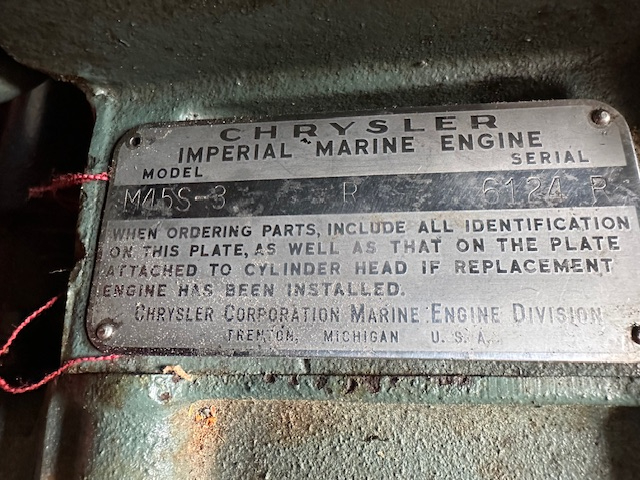 CHRYSLER
IMPERIAL MARINE ENGINE
MODEL SERIAL
M45S-3 R 6124 P
WHEN ORDERING PARTS, INCLUDE ALL IDENTIFICATION
ON THIS PLATE, AS WELL AS THAT ON THE PLATE
ATTACHED TO CYLINDER HEAD IF REPLACEMENT
ENGINE HAS BEEN INSTALLED.
CHRYSLER CORPORATION MARINE ENGINE DIVISION
TRENTON, MICHIGAN U. S. A.